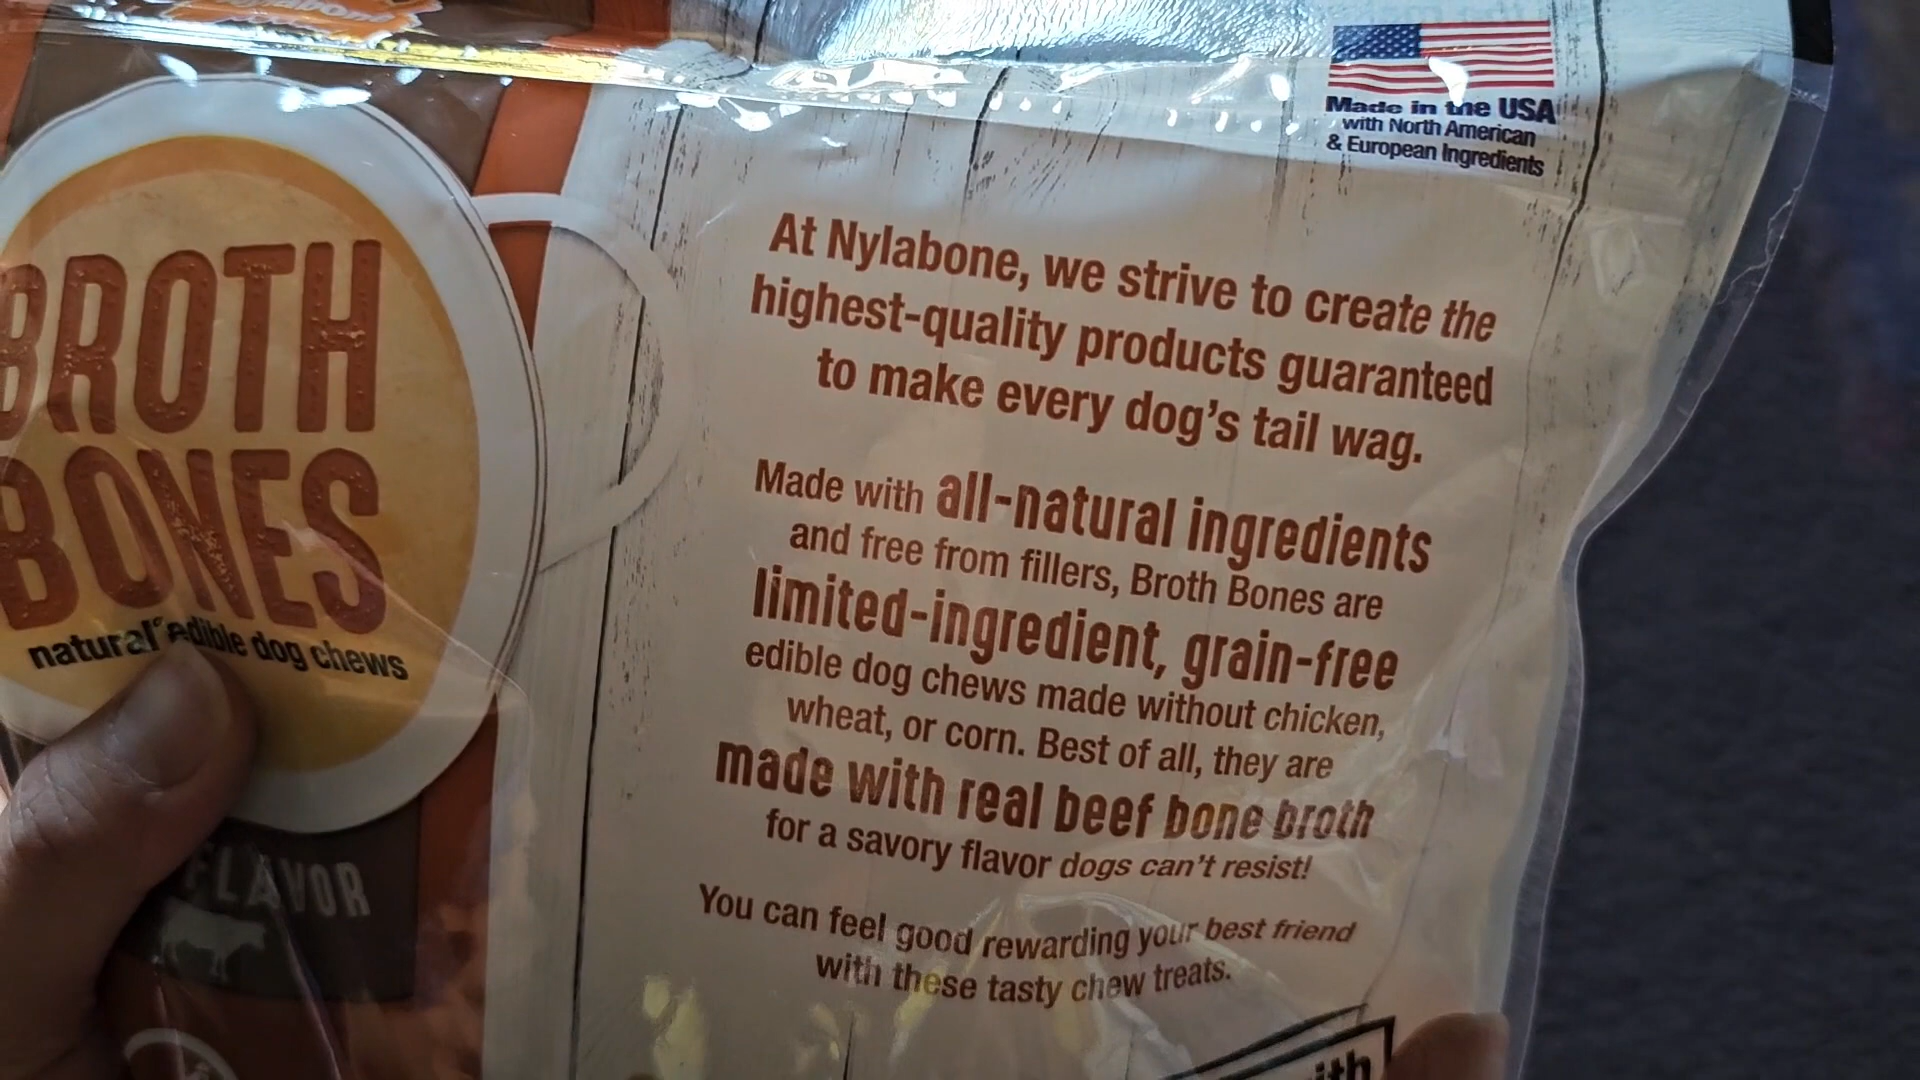 Nylabone
BROTH
BONES
natural edible dog chews
FLAVOR
Made in the USA
with North American
& European Ingredients
At Nylabone, we strive to create the
highest-quality products guaranteed
to make every dog's tail wag.
Made with all-natural ingredients
and free from fillers, Broth Bones are
limited-ingredient, grain-free
edible dog chews made without chicken,
wheat, or corn. Best of all, they are
made with real beef bone broth
for a savory flavor dogs can't resist!
You can feel good rewarding your best friend
with these tasty chew treats.